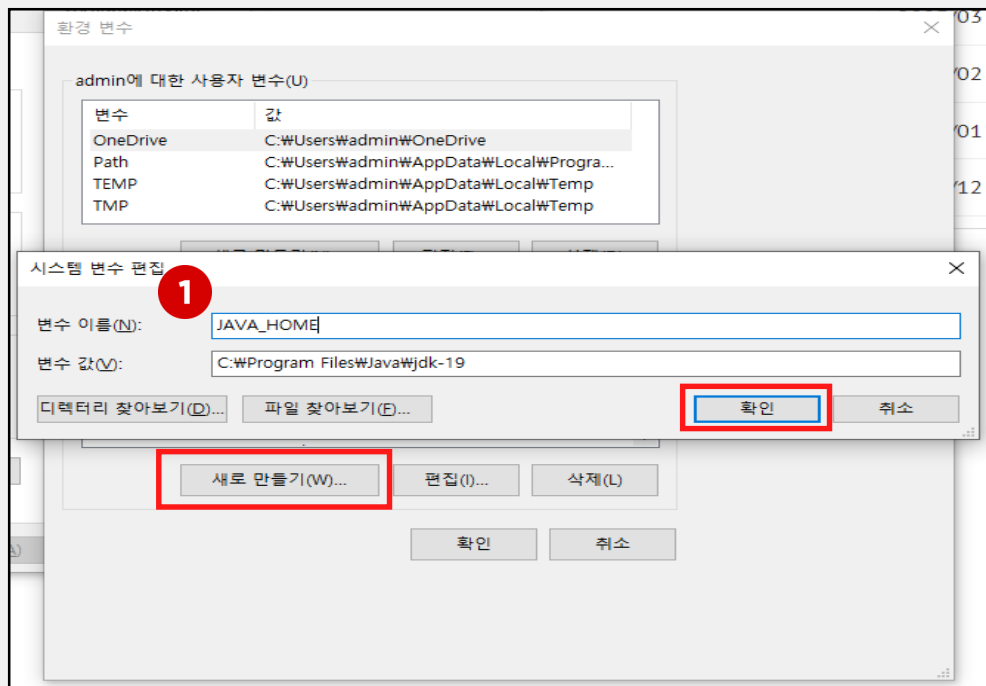 환경 변수
/03
admin에 대한 사용자 변수(U)
/02
변수 값
OneDrive C:₩Users₩admin₩OneDrive
/01
Path C:₩Users₩admin₩AppData₩Local₩Progra...
TEMP C:₩Users₩admin₩AppData₩Local₩Temp
/12
TMP C:₩Users₩admin₩AppData₩Local₩Temp
시스템 변수 편집
1
변수 이름(N): JAVA_HOME
변수 값(V): C:₩Program Files₩Java₩jdk-19
디렉터리 찾아보기(D)... 파일 찾아보기(F)... 확인 취소
새로 만들기(W)... 편집(I)... 삭제(L)
확인 취소